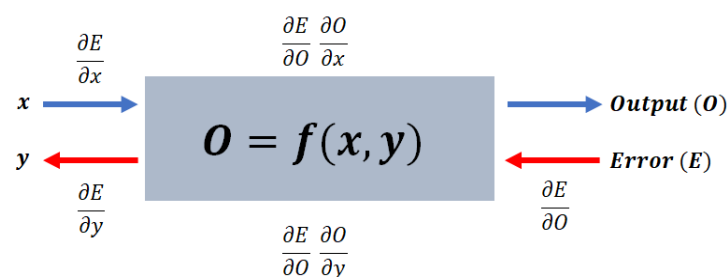 ∂E/∂x
∂E/∂O ∂O/∂x
x
Output (O)
O = f(x, y)
y
Error (E)
∂E/∂y
∂E/∂O
∂E/∂O ∂O/∂y